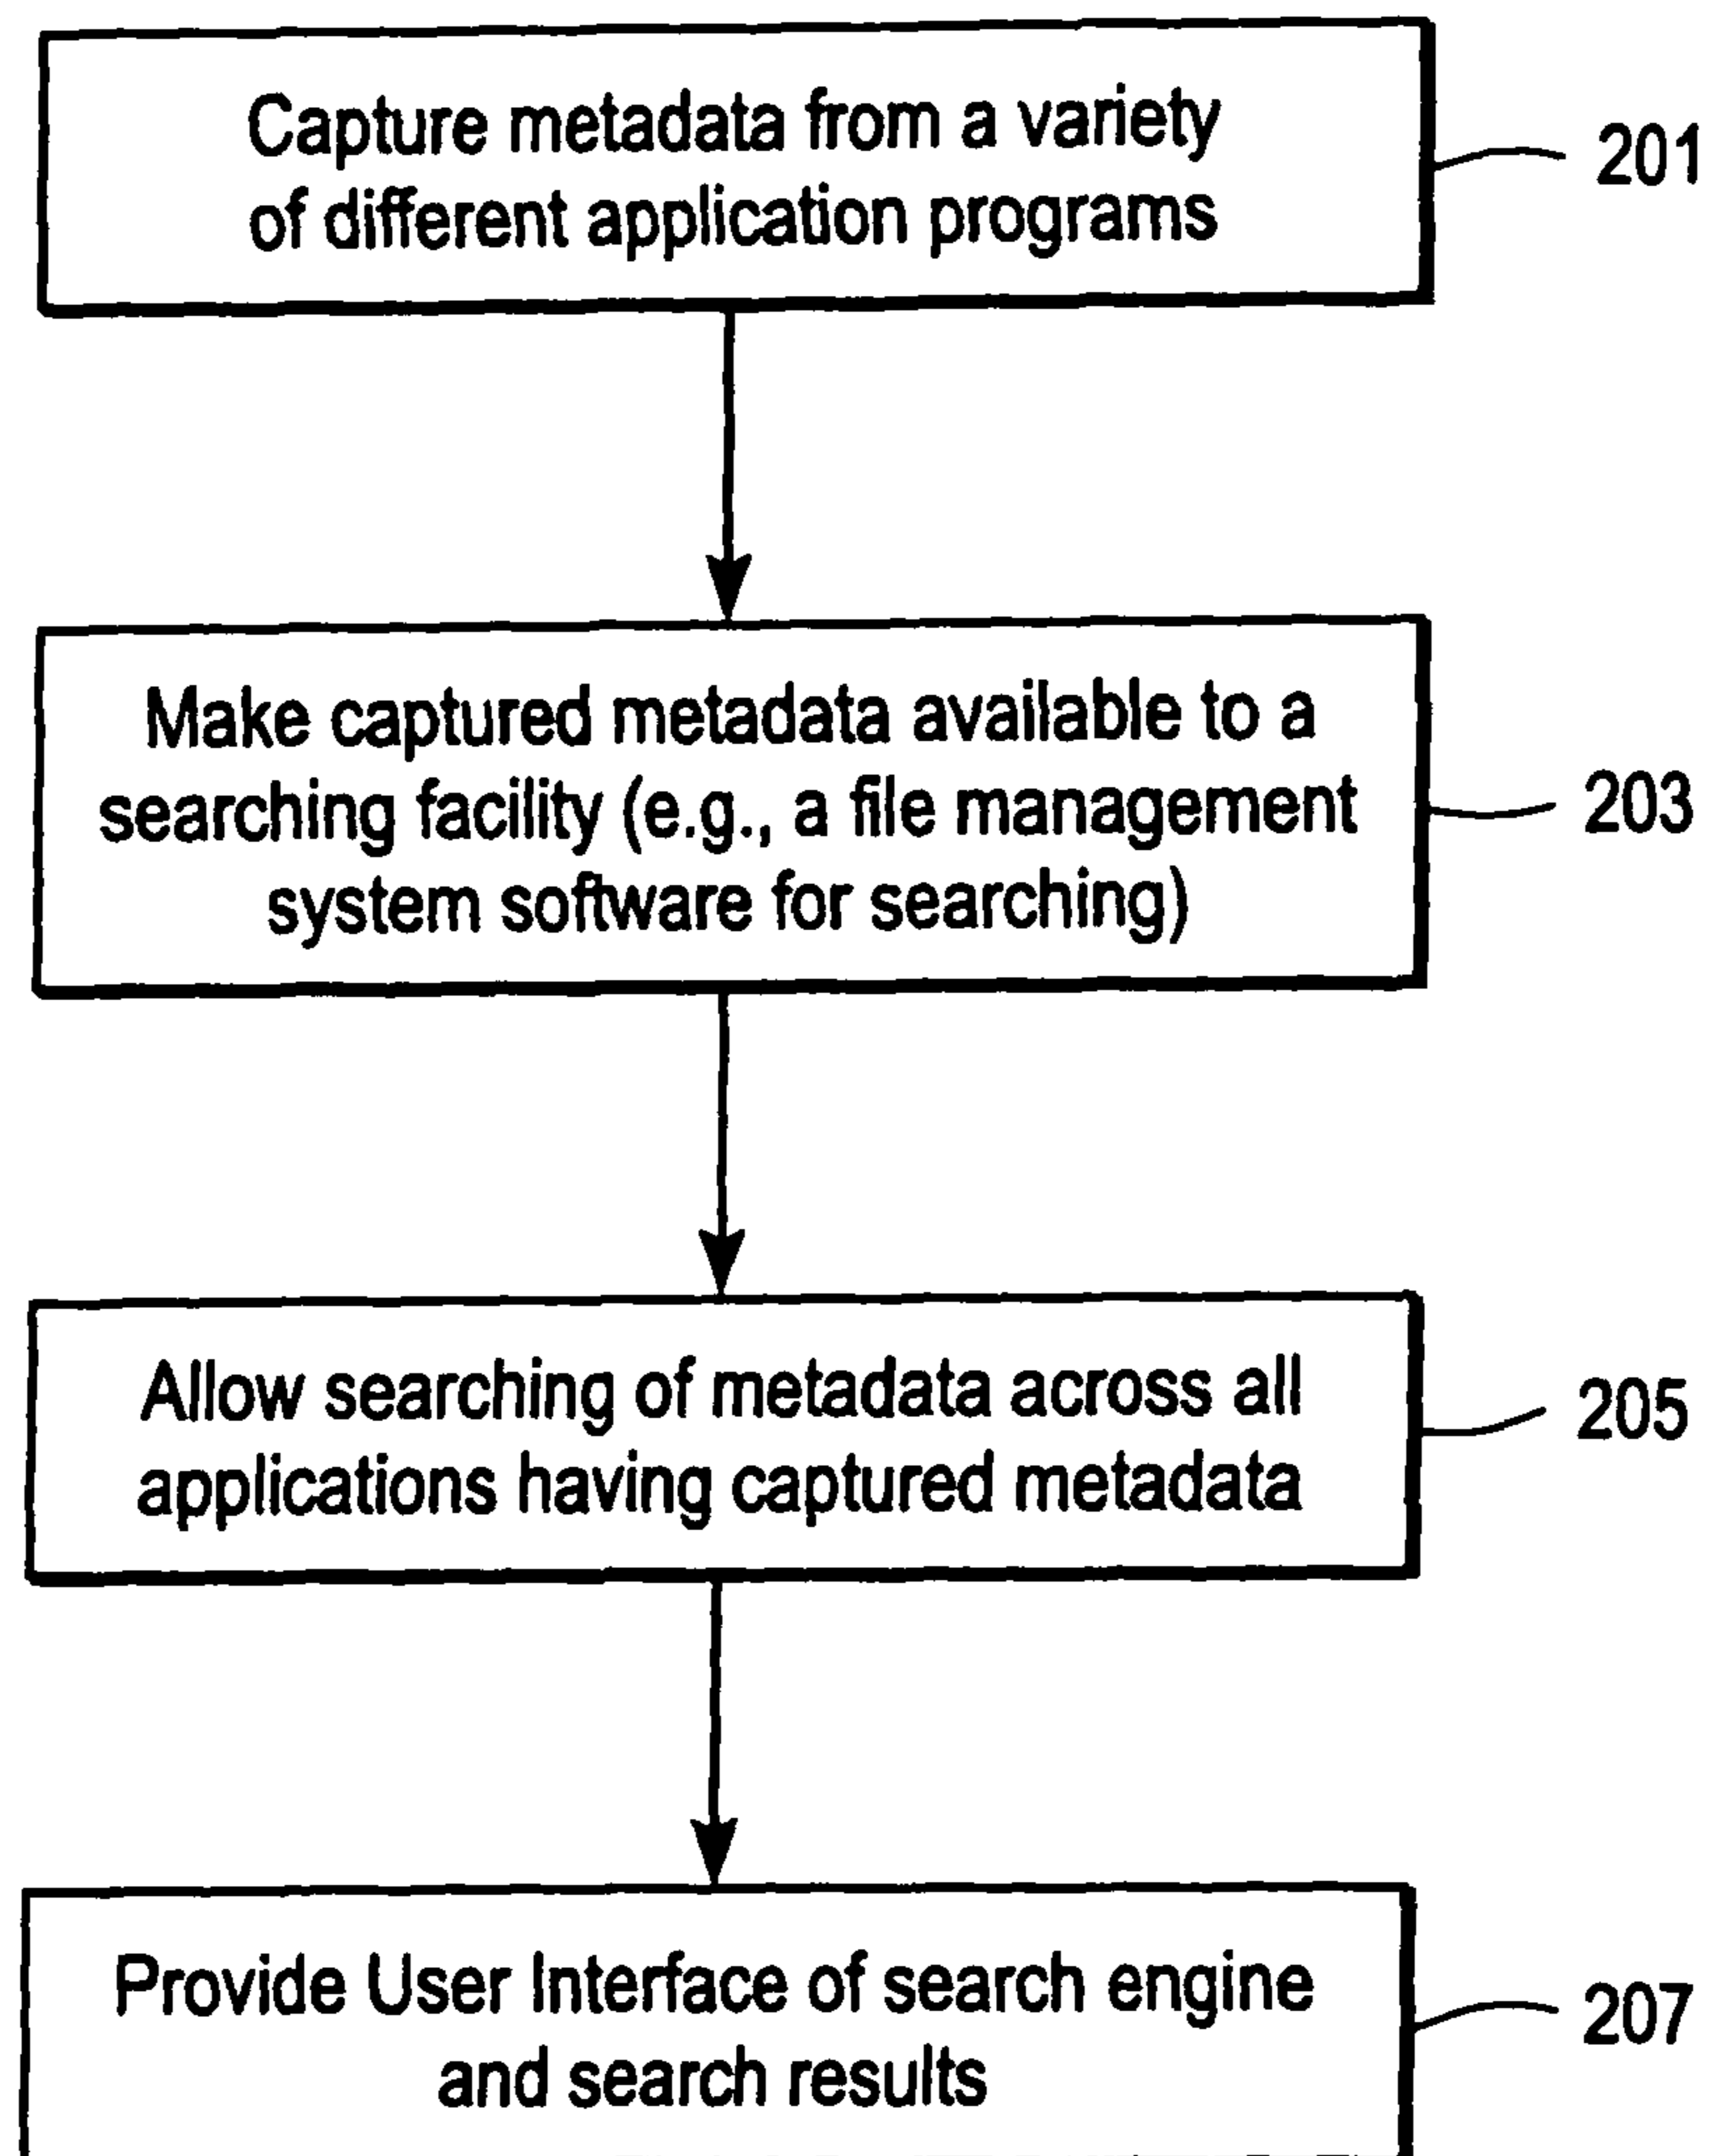 Capture metadata from a variety
of different application programs
201
Make captured metadata available to a
searching facility (e.g., a file management
system software for searching)
203
Allow searching of metadata across all
applications having captured metadata
205
Provide User Interface of search engine
and search results
207